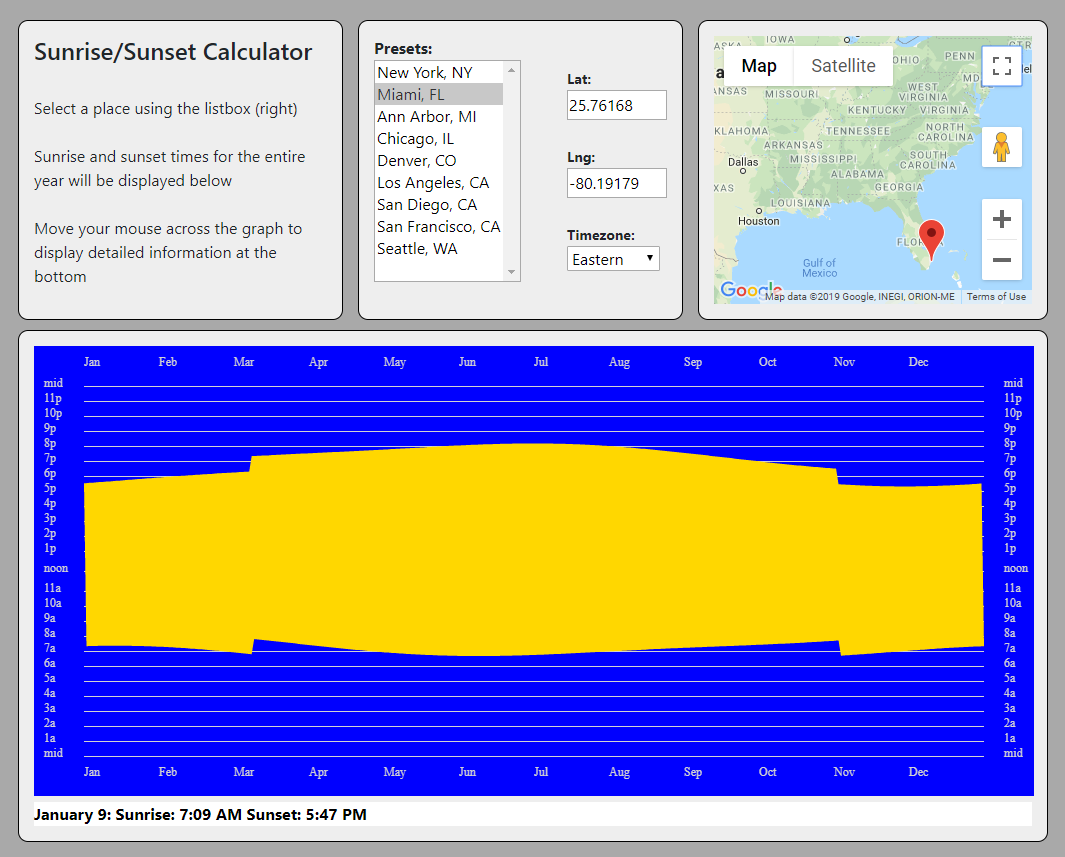 Sunrise/Sunset Calculator
Select a place using the listbox (right)
Sunrise and sunset times for the entire
year will be displayed below
Move your mouse across the graph to
display detailed information at the
bottom
Presets:
New York, NY
Miami, FL
Ann Arbor, MI
Chicago, IL
Denver, CO
Los Angeles, CA
San Diego, CA
San Francisco, CA
Seattle, WA
Lat:
25.76168
Lng:
-80.19179
Timezone:
Eastern
IOWA
Map Satellite
OHIO
PENN
MISSOURI
WEST
VIRGINIA
KENTUCKY
VIRGINIA
KLAHOMA
TENNESSEE
NORTH
CAROLINA
ARKANSAS
Dallas
MISSISSIPPI
SOUTH
CAROLINA
ALABAMA
XAS
GEORGIA
LOUISIANA
Houston
Gulf of
Mexico
Google
Map data ©2019 Google, INEGI, ORION-ME Terms of Use
Jan Feb Mar Apr May Jun Jul Aug Sep Oct Nov Dec
mid mid
11p 11p
10p 10p
9p 9p
8p 8p
7p 7p
6p 6p
5p 5p
4p 4p
3p 3p
2p 2p
1p 1p
noon noon
11a 11a
10a 10a
9a 9a
8a 8a
7a 7a
6a 6a
5a 5a
4a 4a
3a 3a
2a 2a
1a 1a
mid mid
Jan Feb Mar Apr May Jun Jul Aug Sep Oct Nov Dec
January 9: Sunrise: 7:09 AM Sunset: 5:47 PM